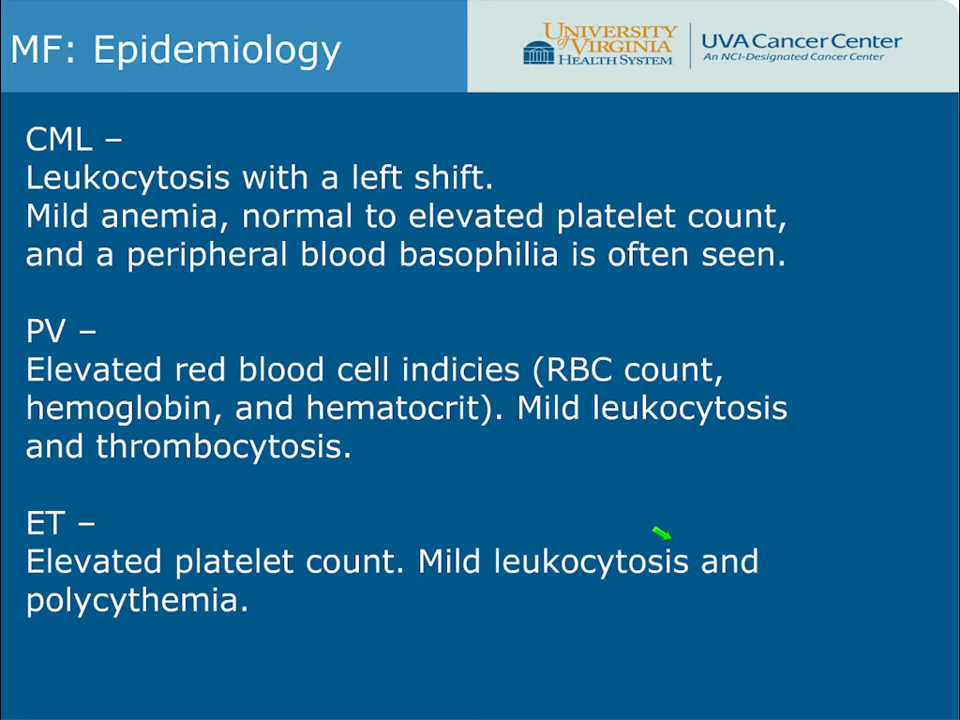 MF: Epidemiology
UNIVERSITY
of VIRGINIA
HEALTH SYSTEM
UVA Cancer Center
An NCI-Designated Cancer Center
CML –
Leukocytosis with a left shift.
Mild anemia, normal to elevated platelet count,
and a peripheral blood basophilia is often seen.
PV –
Elevated red blood cell indicies (RBC count,
hemoglobin, and hematocrit). Mild leukocytosis
and thrombocytosis.
ET –
Elevated platelet count. Mild leukocytosis and
polycythemia.